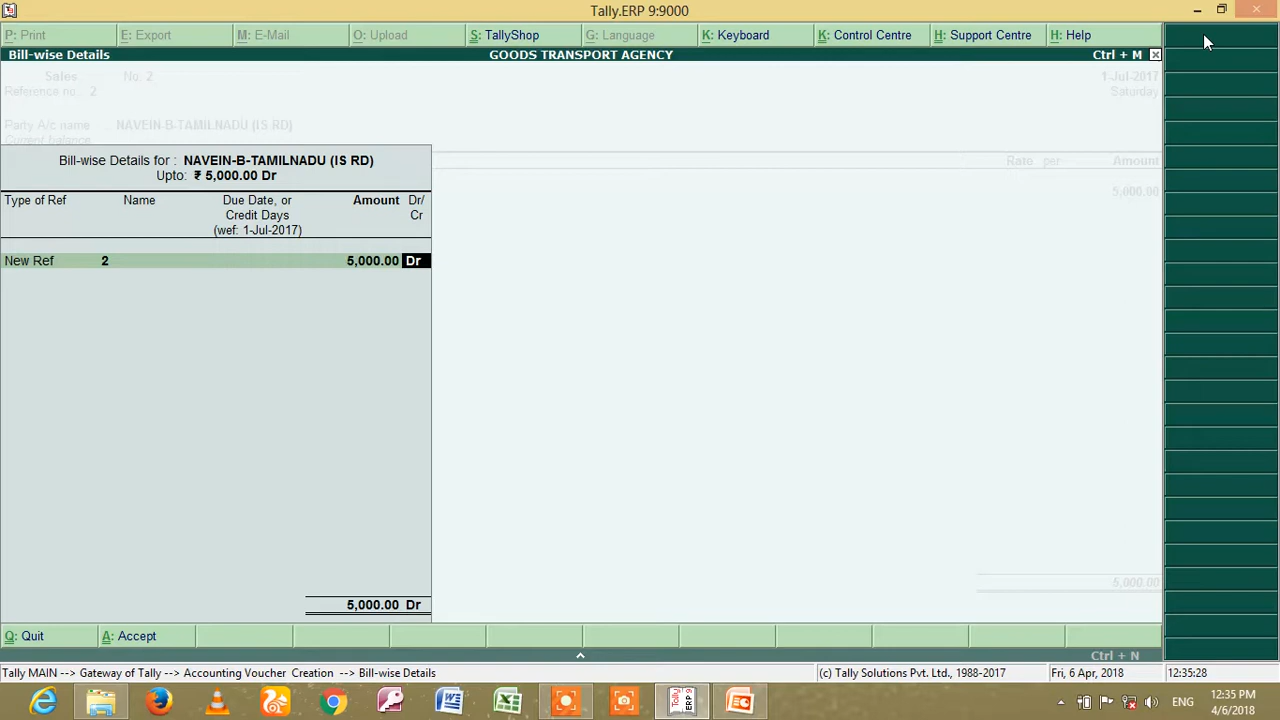 Tally.ERP 9:9000
P: Print E: Export M: E-Mail O: Upload S: TallyShop G: Language K: Keyboard K: Control Centre H: Support Centre H: Help
Bill-wise Details GOODS TRANSPORT AGENCY Ctrl + M
Sales No. 2 1-Jul-2017
Reference no.: 2 Saturday
Party A/c name : NAVEIN-B-TAMILNADU (IS RD)
Current balance
Rate per Amount
5,000.00
Bill-wise Details for : NAVEIN-B-TAMILNADU (IS RD)
Upto: ₹ 5,000.00 Dr
Type of Ref Name Due Date, or Amount Dr/
Credit Days Cr
(wef: 1-Jul-2017)
New Ref 2 5,000.00 Dr
5,000.00
5,000.00 Dr
Q: Quit A: Accept
Ctrl + N
Tally MAIN --> Gateway of Tally --> Accounting Voucher Creation --> Bill-wise Details (c) Tally Solutions Pvt. Ltd., 1988-2017 Fri, 6 Apr, 2018 12:35:28
ENG 12:35 PM
4/6/2018